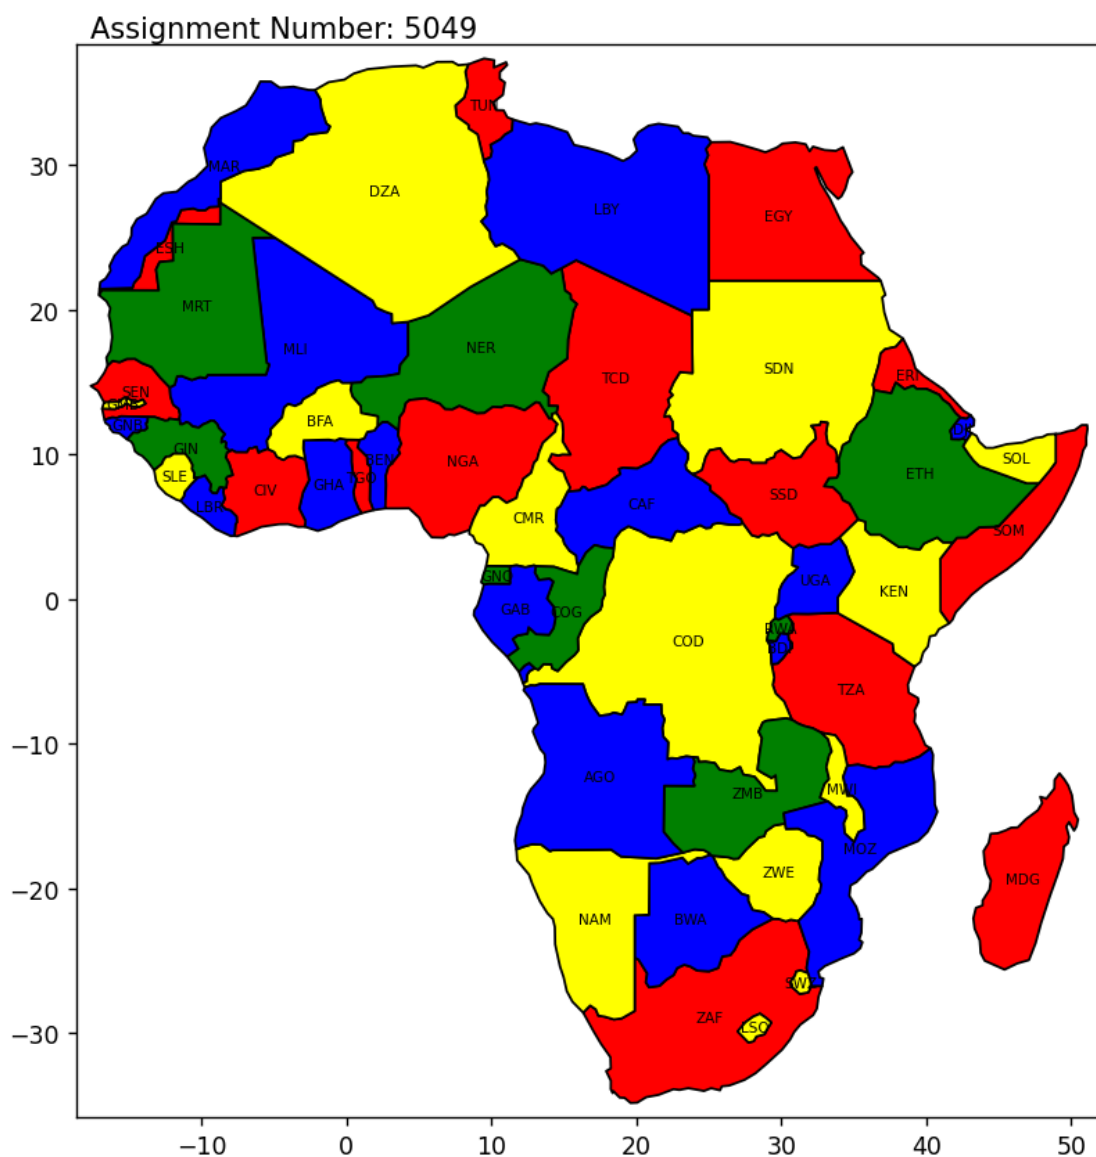 Assignment Number: 5049
30
20
10
0
−10
−20
−30
−10
0
10
20
30
40
50
TUN
MAR
DZA
LBY
EGY
ESH
MRT
MLI
NER
TCD
SDN
ERI
SEN
GMB
GNB
BFA
DJI
GIN
BEN
NGA
SOL
SLE
CIV
GHA
TGO
ETH
LBR
CAF
SSD
CMR
SOM
GNQ
UGA
KEN
GAB
COG
COD
RWA
BDI
TZA
AGO
ZMB
MWI
MOZ
ZWE
MDG
NAM
BWA
SWZ
ZAF
LSO